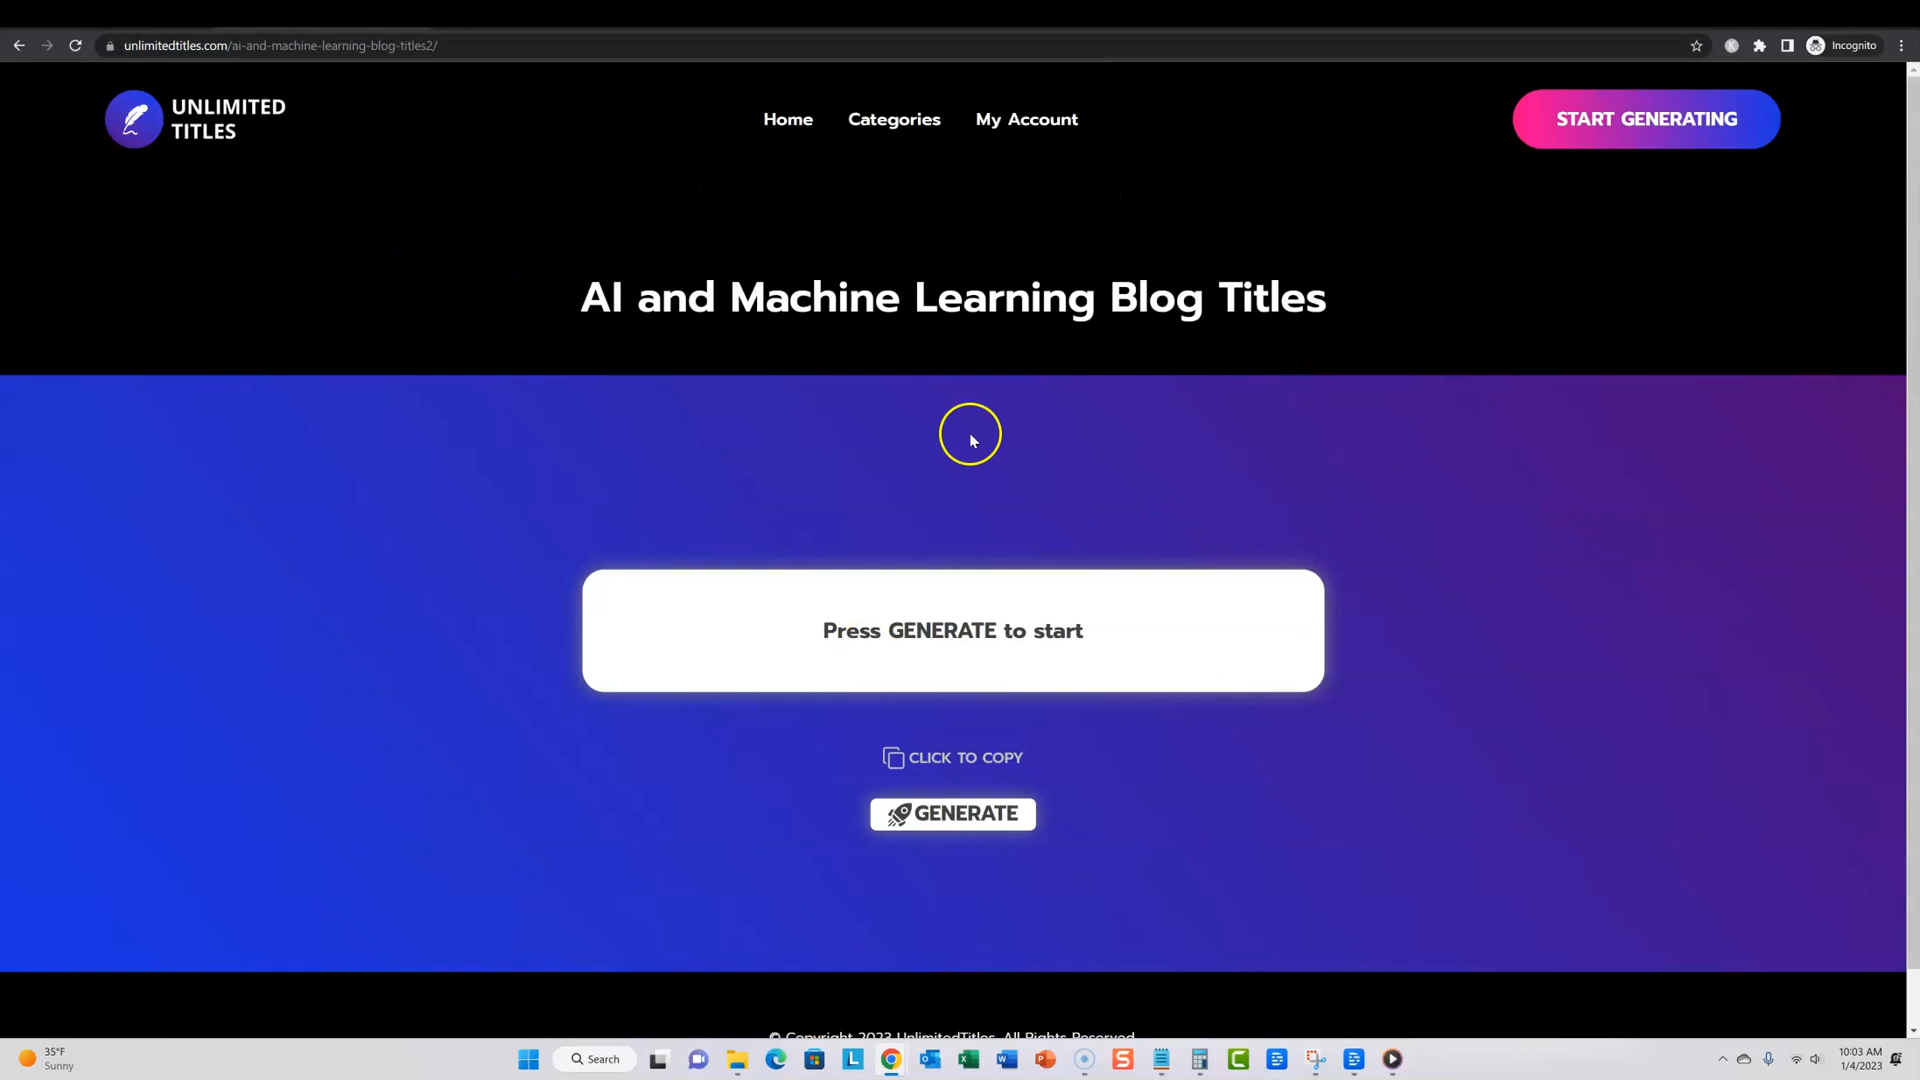 unlimitedtitles.com/ai-and-machine-learning-blog-titles2/
Incognito
UNLIMITED
TITLES
Home
Categories
My Account
START GENERATING
AI and Machine Learning Blog Titles
Press GENERATE to start
CLICK TO COPY
GENERATE
© Copyright 2023 UnlimitedTitles. All Rights Reserved
35°F
Sunny
Search
10:03 AM
1/4/2023